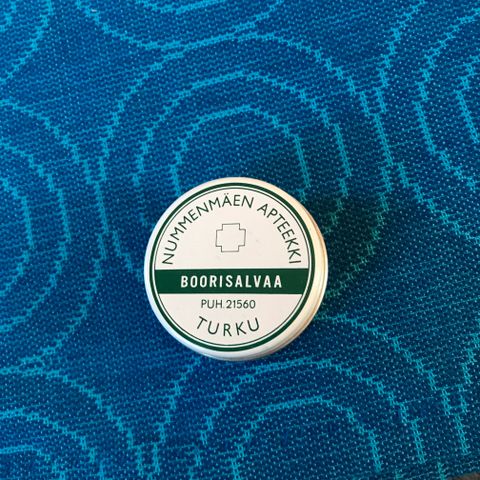 NUMMENMÄEN APTEEKKI
BOORISALVAA
PUH.21560
TURKU